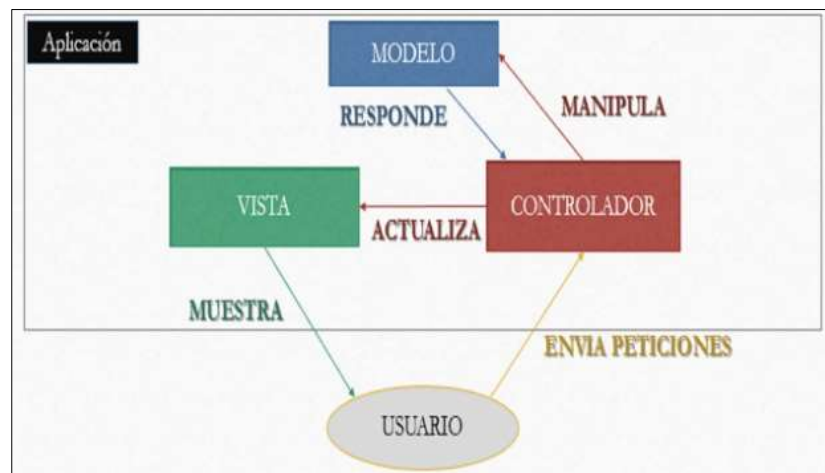 Aplicación
MODELO
RESPONDE
MANIPULA
VISTA
CONTROLADOR
ACTUALIZA
MUESTRA
ENVIA PETICIONES
USUARIO